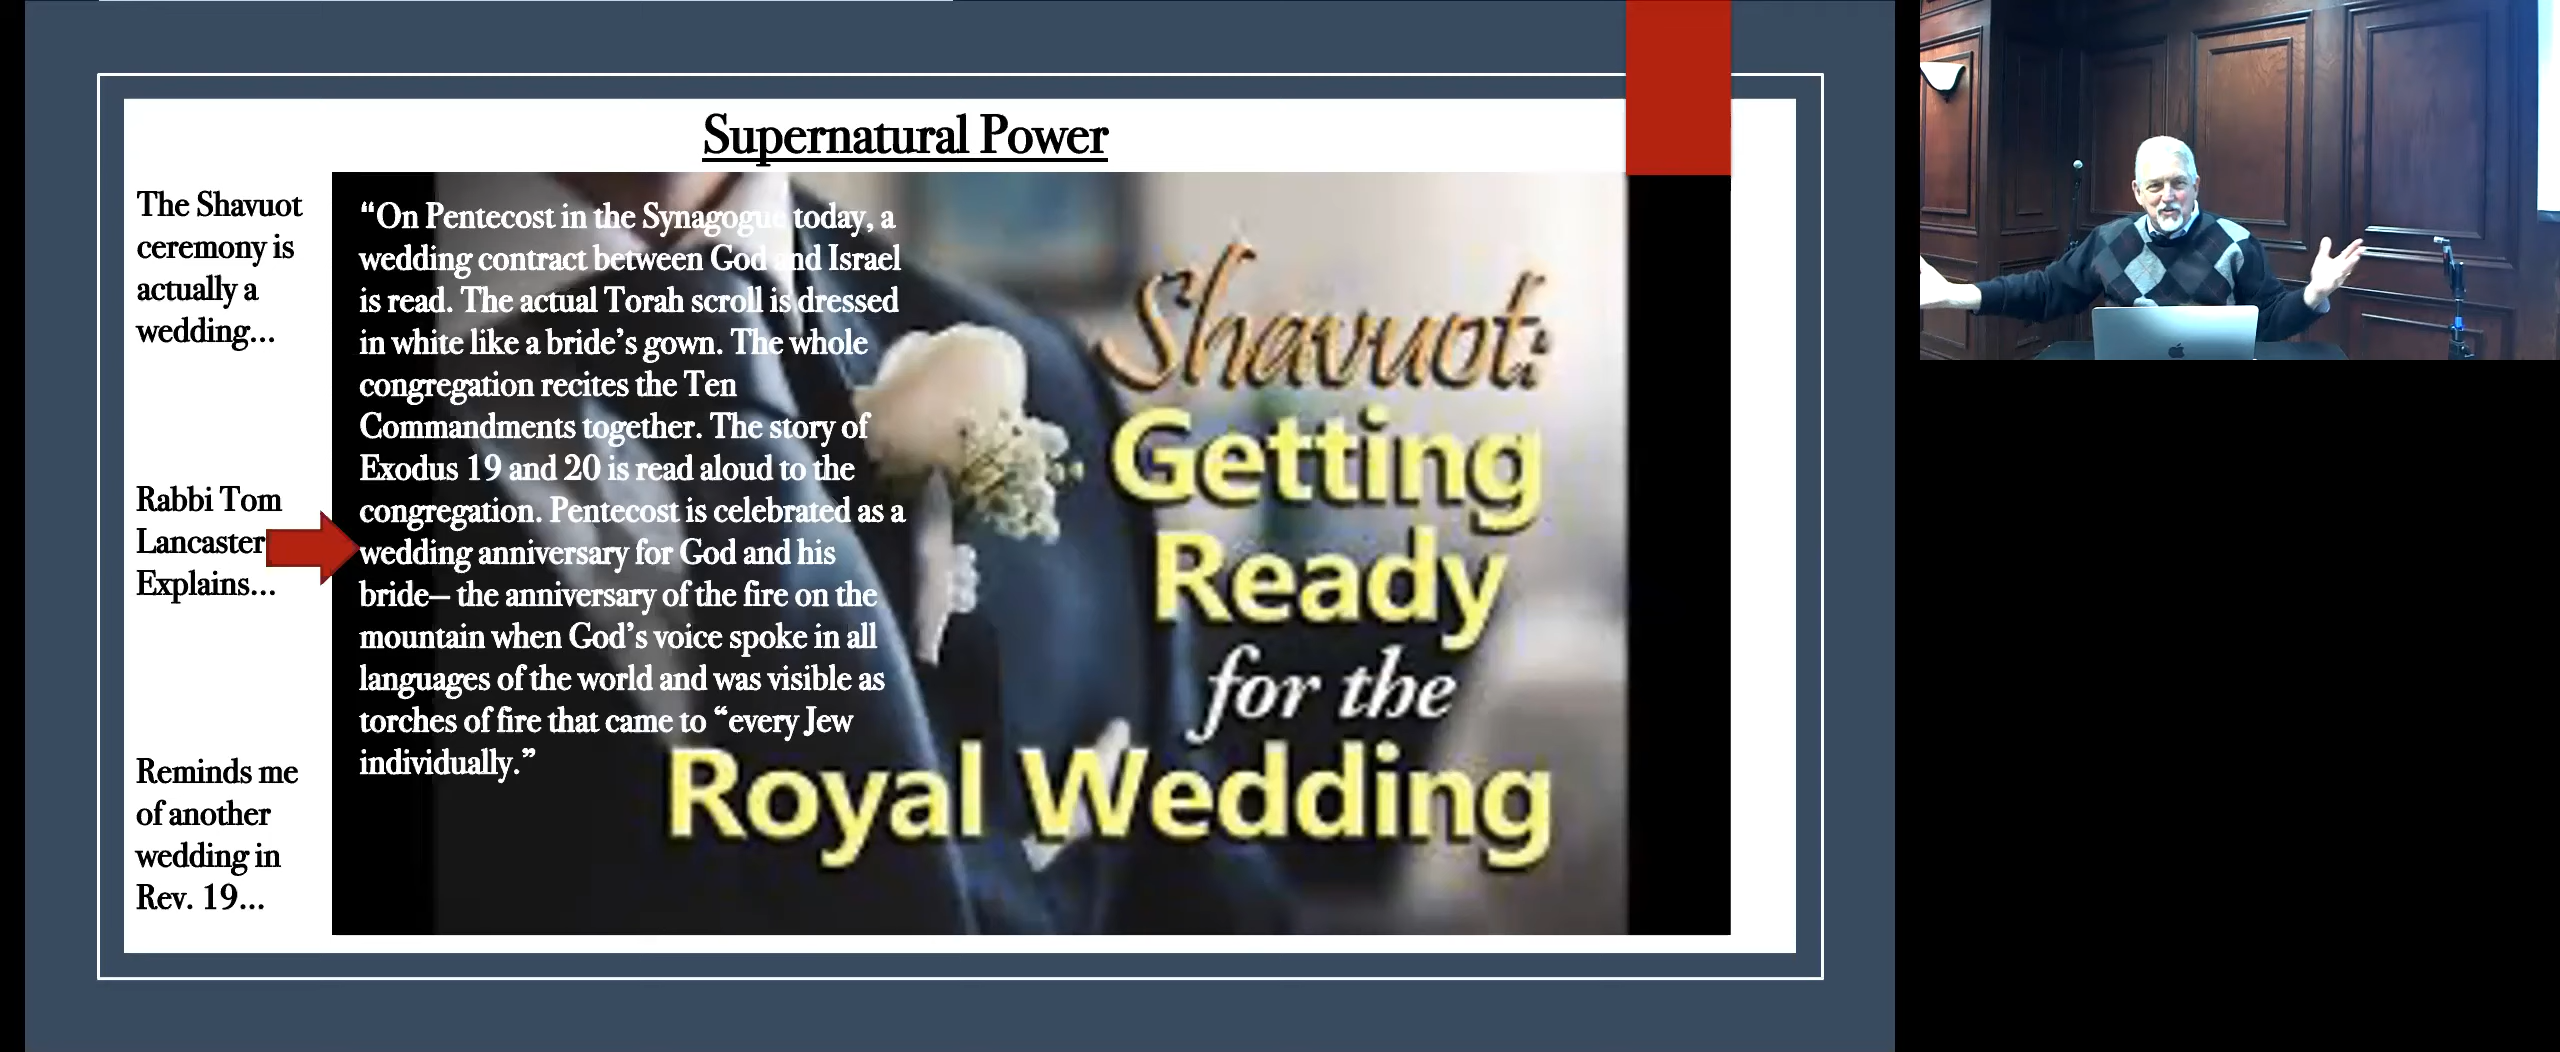 Supernatural Power
The Shavuot
ceremony is
actually a
wedding...
Rabbi Tom
Lancaster
Explains...
Reminds me
of another
wedding in
Rev. 19...
“On Pentecost in the Synagogue today, a
wedding contract between God and Israel
is read. The actual Torah scroll is dressed
in white like a bride’s gown. The whole
congregation recites the Ten
Commandments together. The story of
Exodus 19 and 20 is read aloud to the
congregation. Pentecost is celebrated as a
wedding anniversary for God and his
bride– the anniversary of the fire on the
mountain when God’s voice spoke in all
languages of the world and was visible as
torches of fire that came to “every Jew
individually.”
Shavuot:
Getting
Ready
for the
Royal Wedding